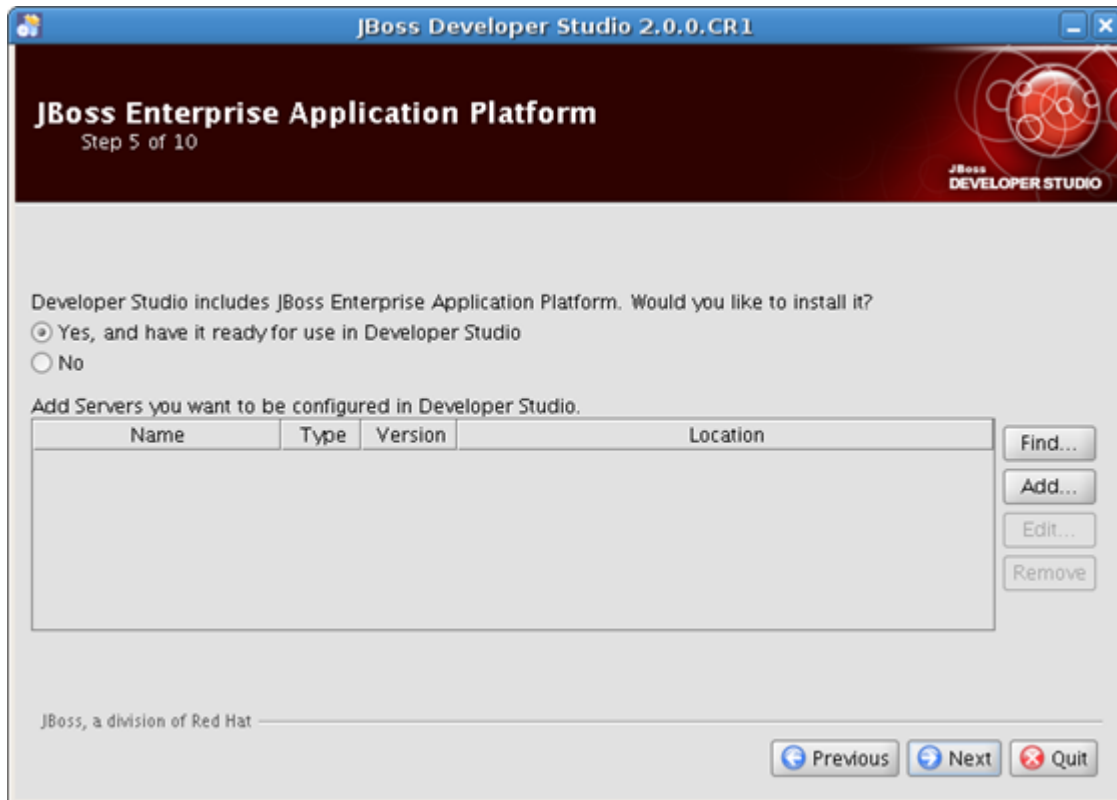 JBoss Developer Studio 2.0.0.CR1
JBoss Enterprise Application Platform
Step 5 of 10
JBoss
DEVELOPER STUDIO
Developer Studio includes JBoss Enterprise Application Platform. Would you like to install it?
Yes, and have it ready for use in Developer Studio
No
Add Servers you want to be configured in Developer Studio.
Name Type Version Location
Find...
Add...
Edit...
Remove
JBoss, a division of Red Hat
Previous Next Quit